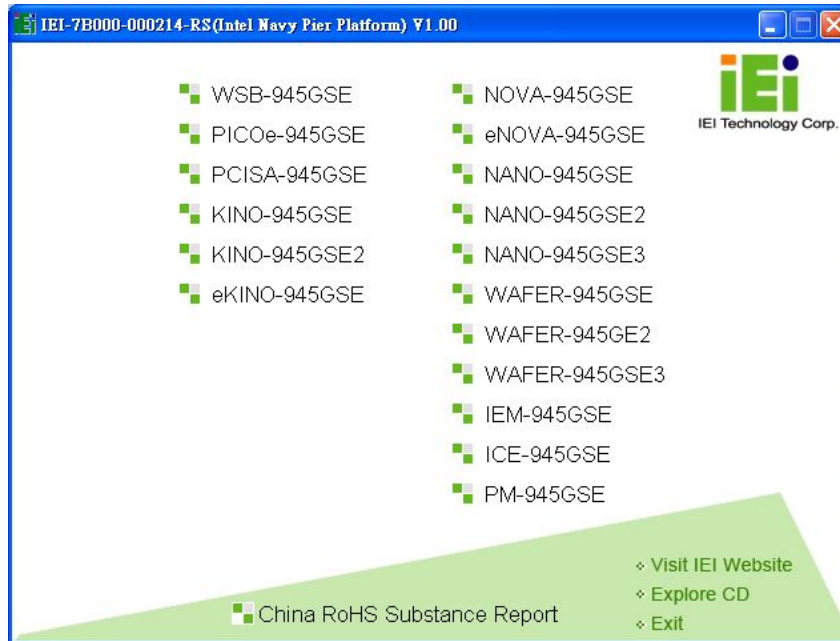 IEI-7B000-000214-RS(Intel Navy Pier Platform) V1.00
iEi
IEI Technology Corp.
WSB-945GSE
PICOe-945GSE
PCISA-945GSE
KINO-945GSE
KINO-945GSE2
eKINO-945GSE
NOVA-945GSE
eNOVA-945GSE
NANO-945GSE
NANO-945GSE2
NANO-945GSE3
WAFER-945GSE
WAFER-945GE2
WAFER-945GSE3
IEM-945GSE
ICE-945GSE
PM-945GSE
China RoHS Substance Report
Visit IEI Website
Explore CD
Exit